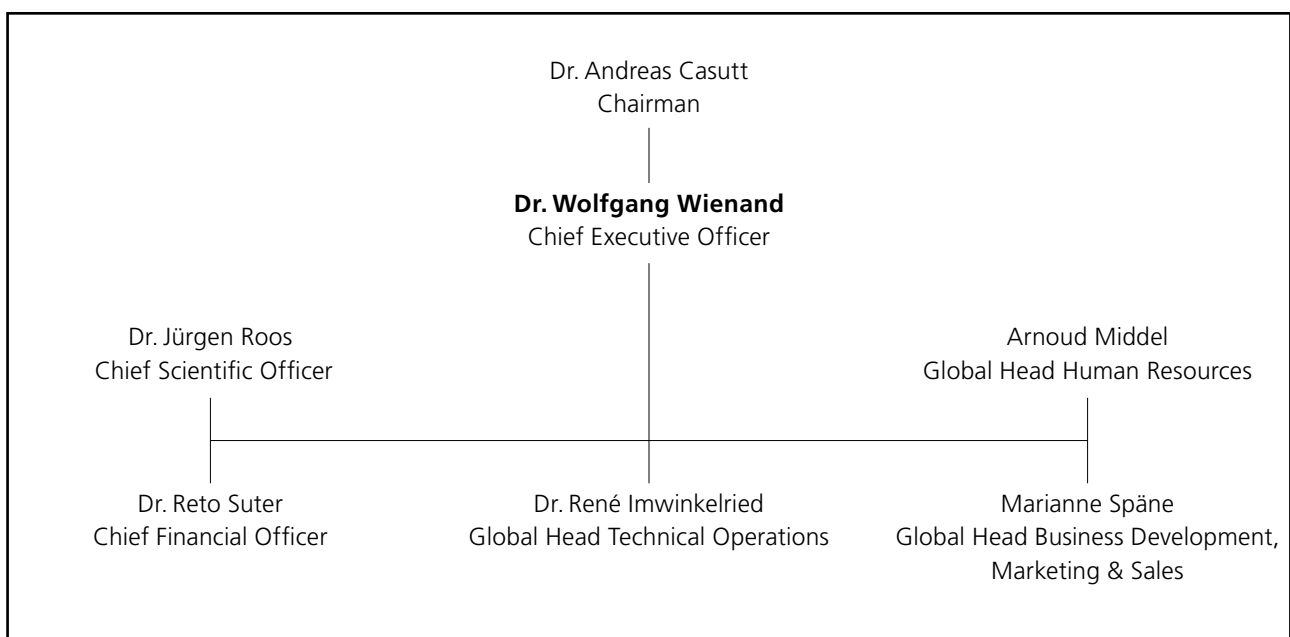 Dr. Andreas Casutt
Chairman
Dr. Wolfgang Wienand
Chief Executive Officer
Dr. Jürgen Roos
Chief Scientific Officer
Arnoud Middel
Global Head Human Resources
Dr. Reto Suter
Chief Financial Officer
Dr. René Imwinkelried
Global Head Technical Operations
Marianne Späne
Global Head Business Development,
Marketing & Sales